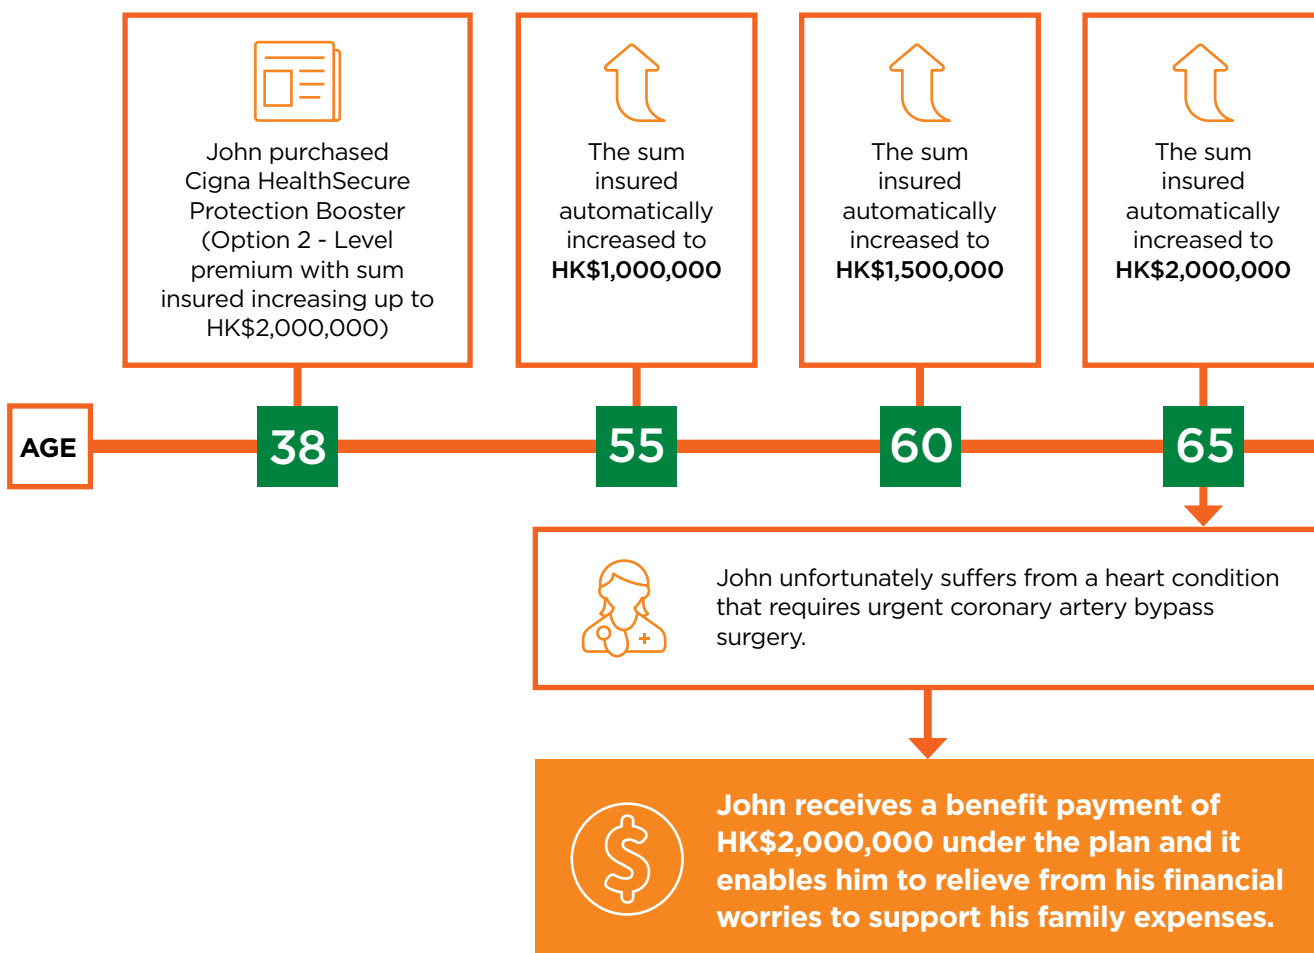 John purchased
Cigna HealthSecure
Protection Booster
(Option 2 - Level
premium with sum
insured increasing up to
HK$2,000,000)
The sum
insured
automatically
increased to
HK$1,000,000
The sum
insured
automatically
increased to
HK$1,500,000
The sum
insured
automatically
increased to
HK$2,000,000
AGE
38
55
60
65
John unfortunately suffers from a heart condition
that requires urgent coronary artery bypass
surgery.
John receives a benefit payment of
HK$2,000,000 under the plan and it
enables him to relieve from his financial
worries to support his family expenses.